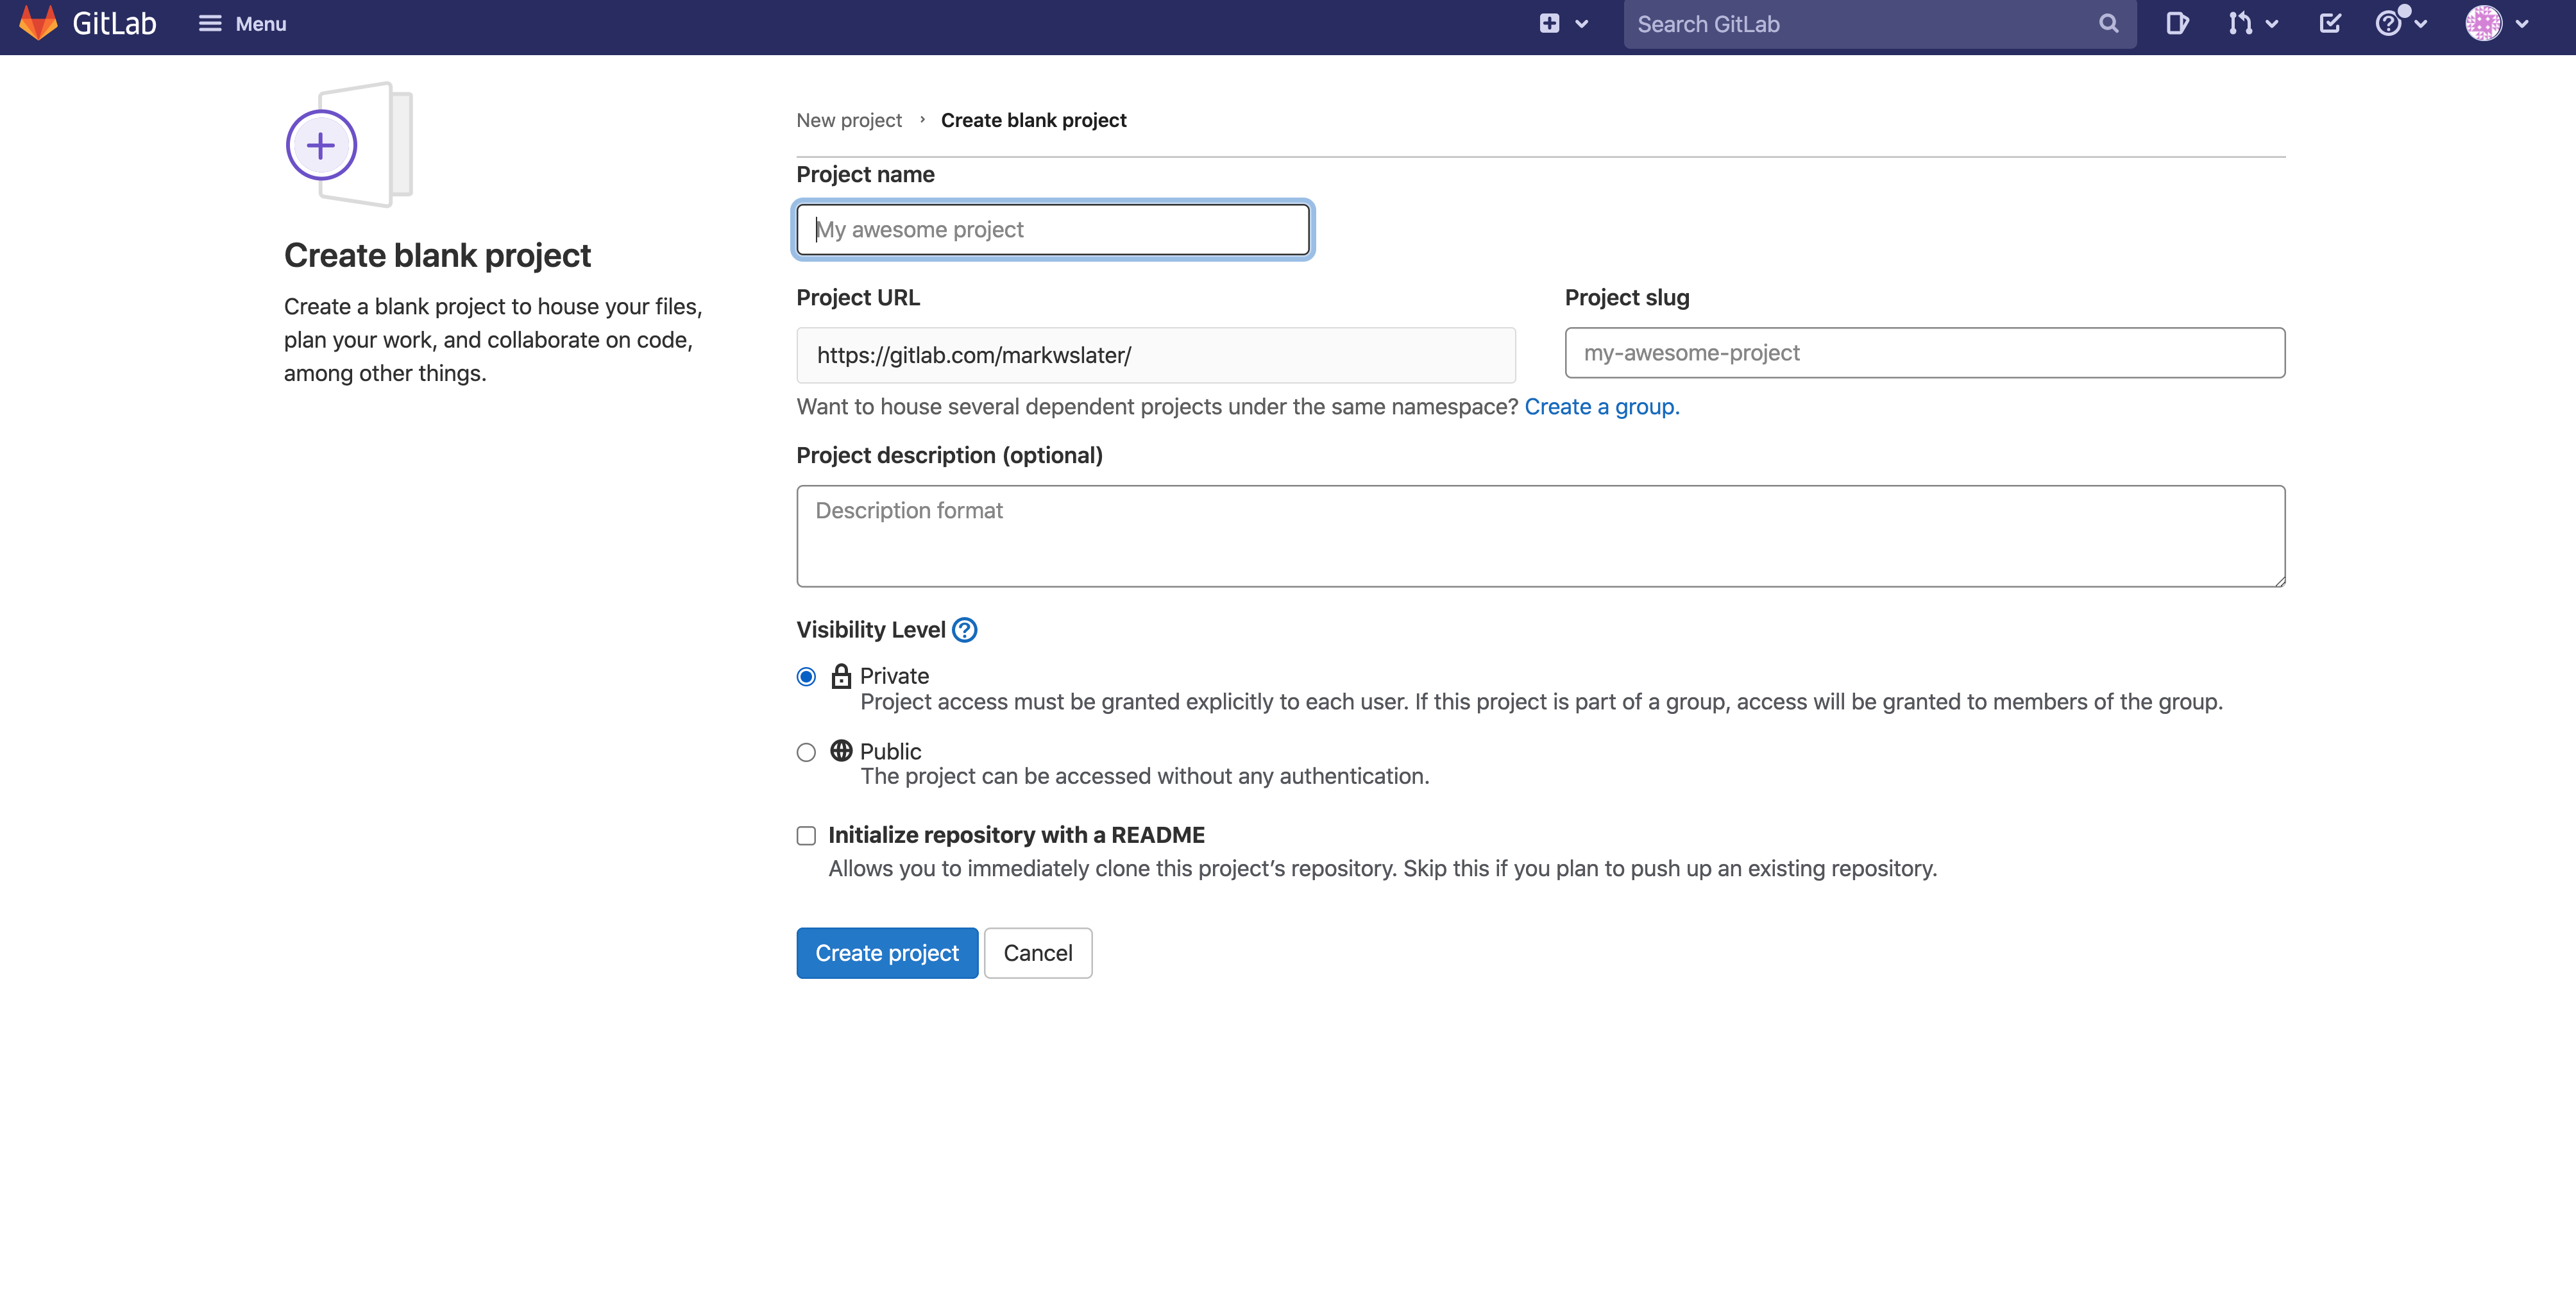 GitLab
Menu
Search GitLab
New project › Create blank project
Create blank project
Create a blank project to house your files,
plan your work, and collaborate on code,
among other things.
Project name
My awesome project
Project URL
Project slug
https://gitlab.com/markwslater/
my-awesome-project
Want to house several dependent projects under the same namespace? Create a group.
Project description (optional)
Description format
Visibility Level
Private
Project access must be granted explicitly to each user. If this project is part of a group, access will be granted to members of the group.
Public
The project can be accessed without any authentication.
Initialize repository with a README
Allows you to immediately clone this project’s repository. Skip this if you plan to push up an existing repository.
Create project
Cancel